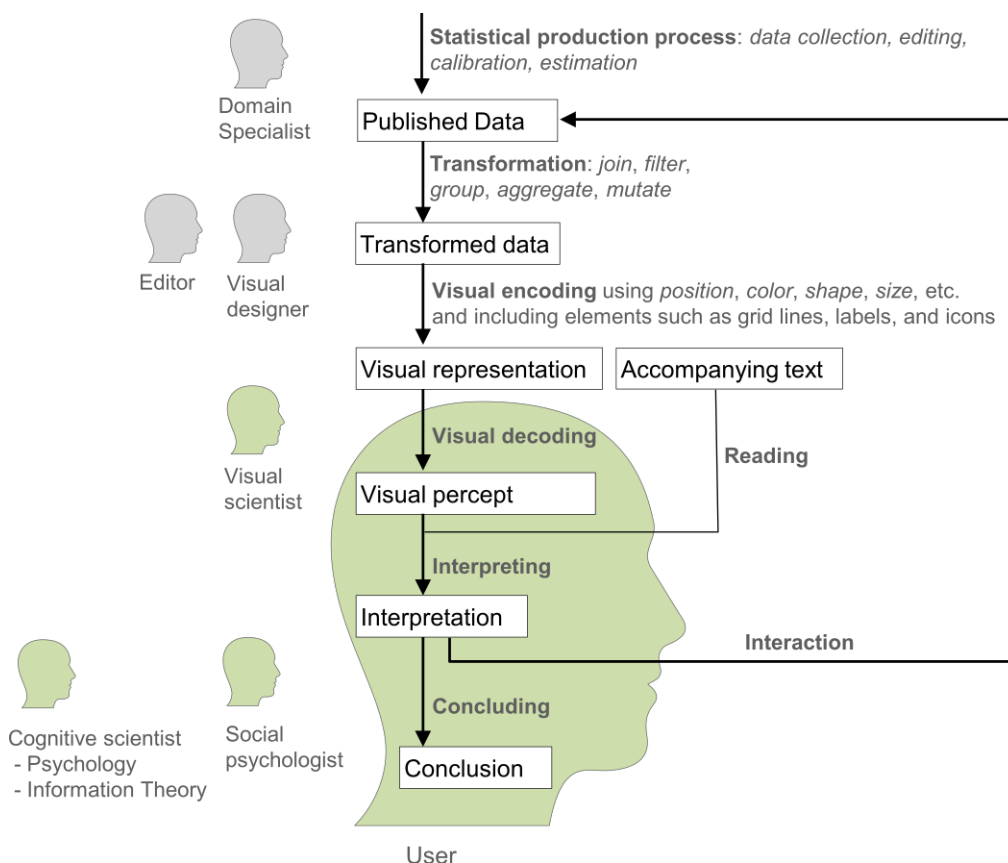 Statistical production process: data collection, editing,
calibration, estimation
Domain
Specialist
Published Data
Transformation: join, filter,
group, aggregate, mutate
Transformed data
Editor
Visual
designer
Visual encoding using position, color, shape, size, etc.
and including elements such as grid lines, labels, and icons
Visual representation
Accompanying text
Visual decoding
Reading
Visual
scientist
Visual percept
Interpreting
Interpretation
Interaction
Concluding
Cognitive scientist
- Psychology
- Information Theory
Social
psychologist
Conclusion
User